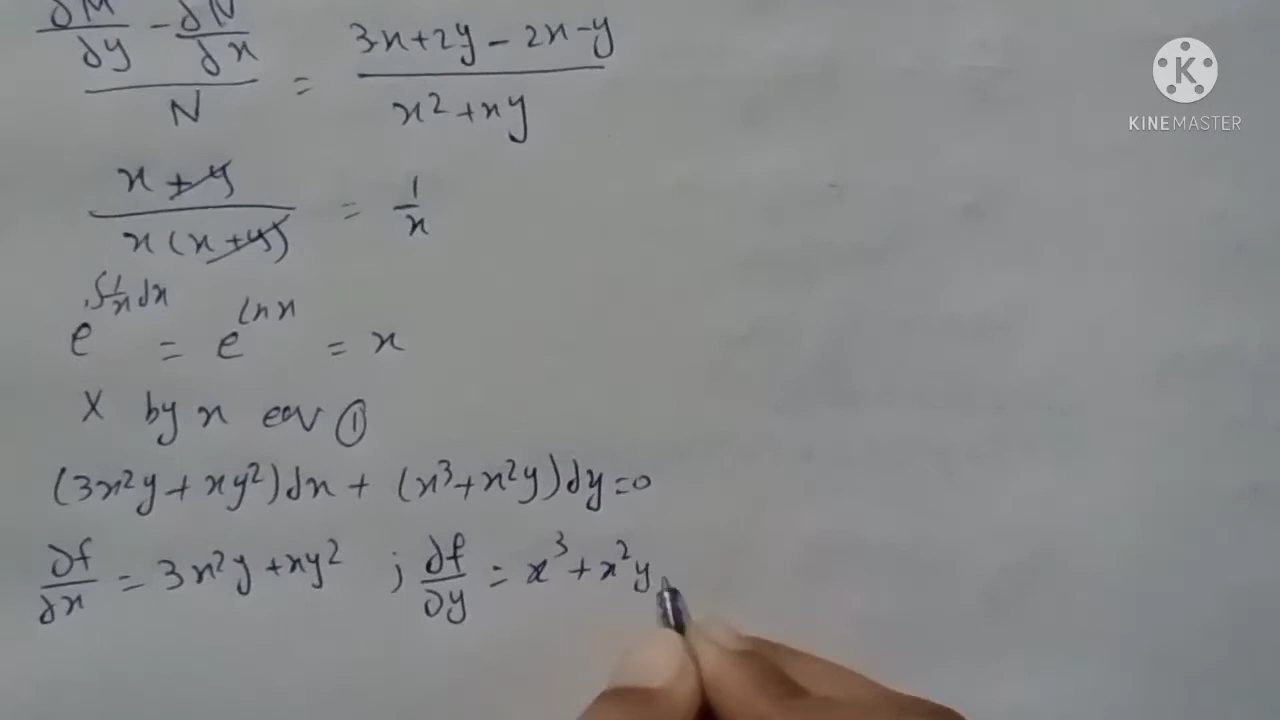 ∂M/∂y - ∂N/∂x / N = 3x+2y-2x-y / x²+xy
KINEMASTER
x+y / x(x+y) = 1/x
e^∫1/x dx = e^ln x = x
X by x eq ①
(3x²y+xy²)dx + (x³+x²y)dy=0
∂f/∂x = 3x²y+xy² ; ∂f/∂y = x³+x²y